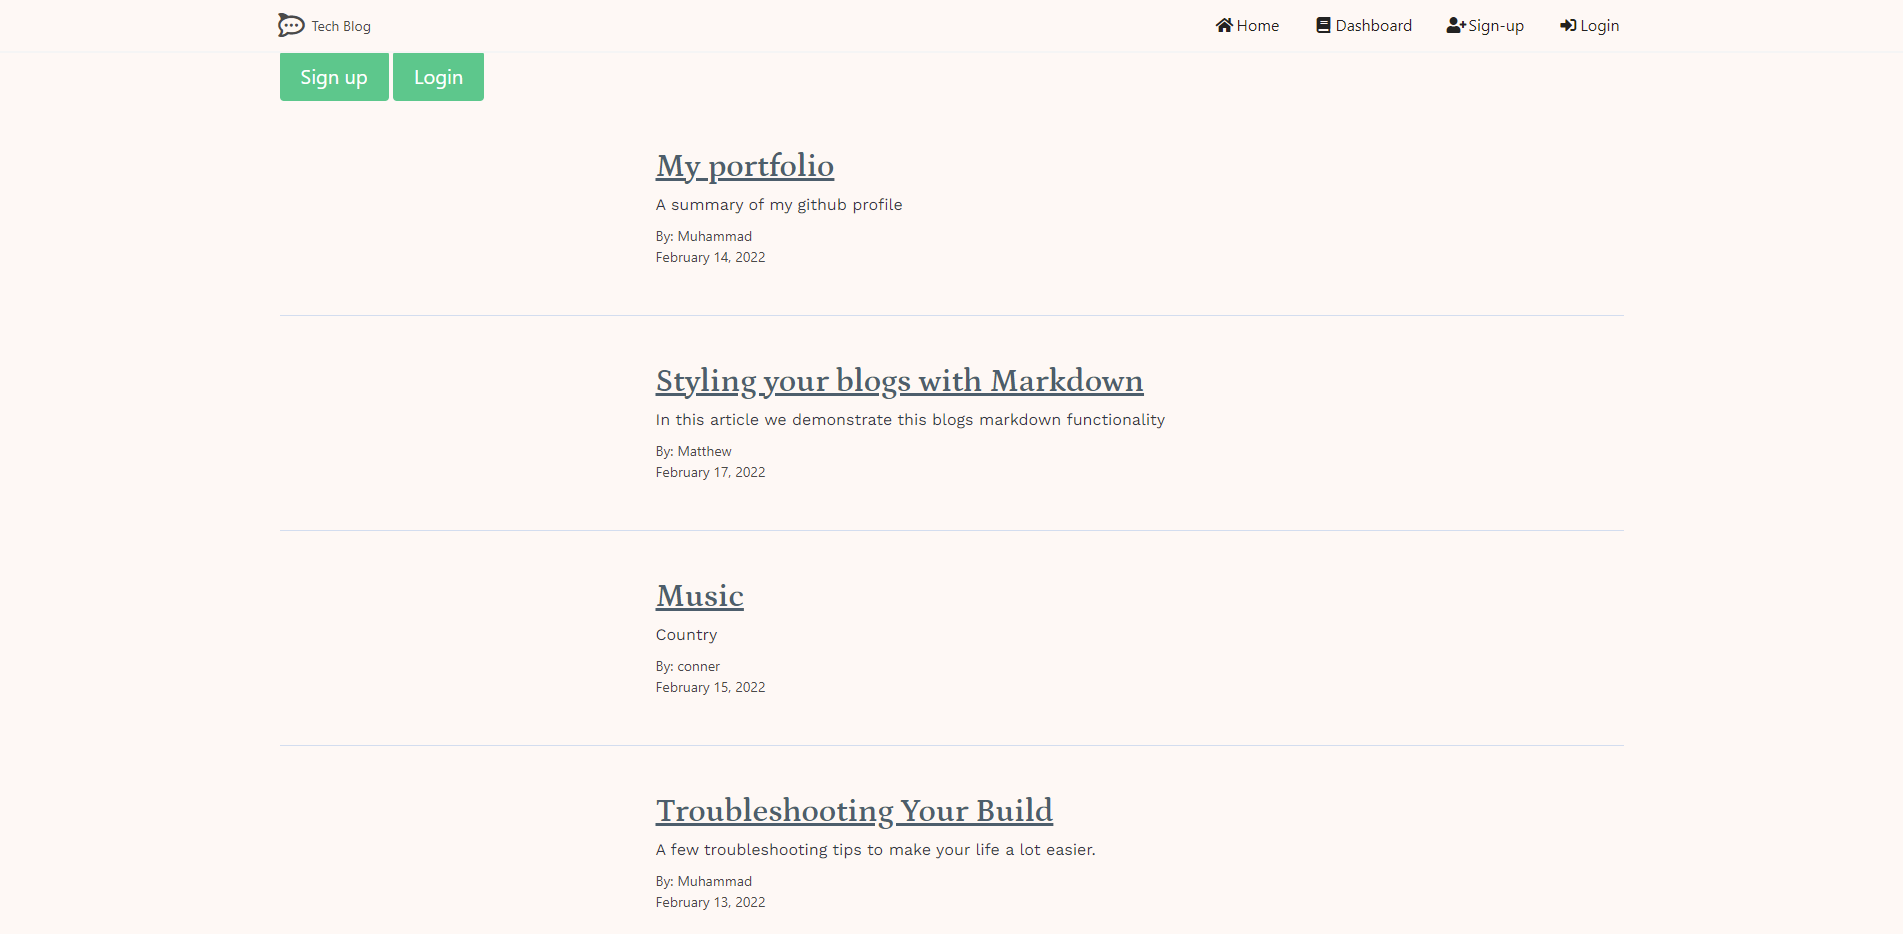 Tech Blog
Home Dashboard Sign-up Login
Sign up Login
My portfolio
A summary of my github profile
By: Muhammad
February 14, 2022
Styling your blogs with Markdown
In this article we demonstrate this blogs markdown functionality
By: Matthew
February 17, 2022
Music
Country
By: conner
February 15, 2022
Troubleshooting Your Build
A few troubleshooting tips to make your life a lot easier.
By: Muhammad
February 13, 2022